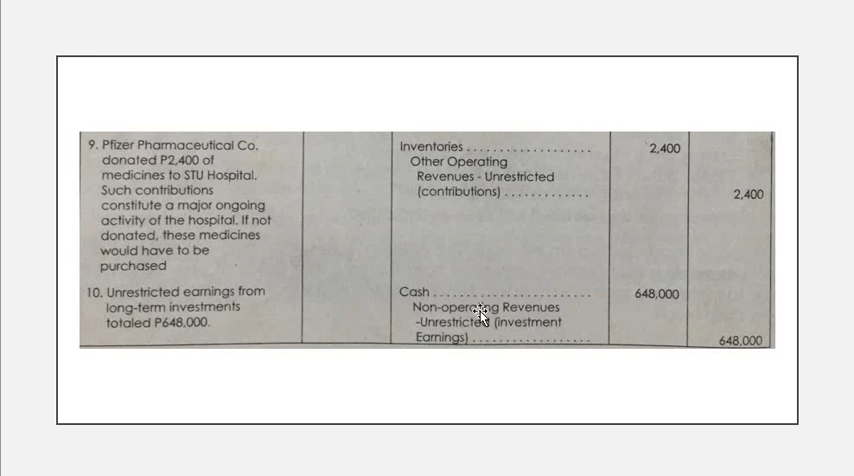 9. Pfizer Pharmaceutical Co.
donated P2,400 of
medicines to STU Hospital.
Such contributions
constitute a major ongoing
activity of the hospital. If not
donated, these medicines
would have to be
purchased
Inventories . . . . . . . . . . . . . . . . . . . 2,400
Other Operating
Revenues - Unrestricted
(contributions) . . . . . . . . . . . . . 2,400
10. Unrestricted earnings from
long-term investments
totaled P648,000.
Cash . . . . . . . . . . . . . . . . . . . . . . . . 648,000
Non-operating Revenues
-Unrestricted (investment
Earnings) . . . . . . . . . . . . . . . . . . 648,000